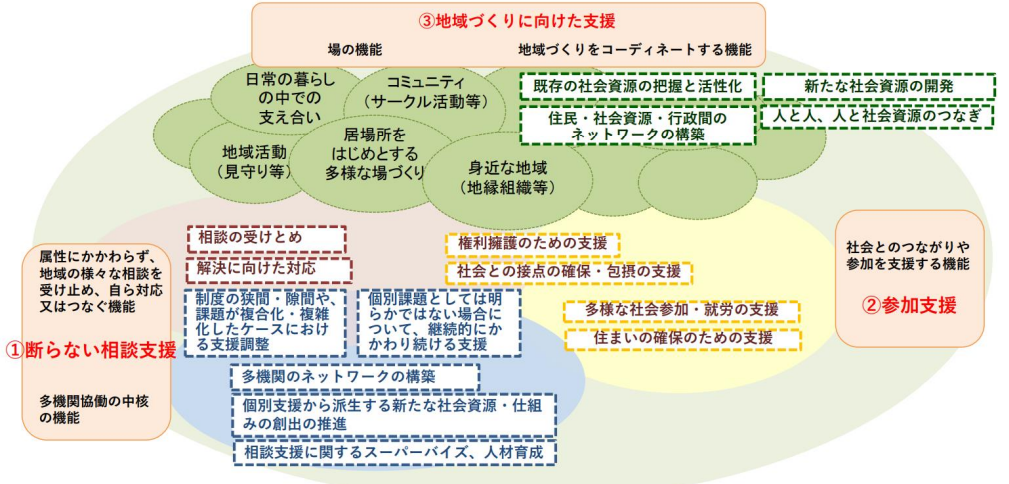 ③地域づくりに向けた支援
場の機能
地域づくりをコーディネートする機能
日常の暮らし
の中での
支え合い
コミュニティ
（サークル活動等）
既存の社会資源の把握と活性化
新たな社会資源の開発
住民・社会資源・行政間の
ネットワークの構築
人と人、人と社会資源のつなぎ
地域活動
（見守り等）
居場所を
はじめとする
多様な場づくり
身近な地域
（地縁組織等）
属性にかかわらず、
地域の様々な相談を
受け止め、自ら対応
又はつなぐ機能
①断らない相談支援
多機関協働の中核
の機能
相談の受けとめ
解決に向けた対応
制度の狭間・隙間や、
課題が複合化・複雑
化したケースにおけ
る支援調整
個別課題としては明
らかではない場合に
ついて、継続的にか
かわり続ける支援
権利擁護のための支援
社会との接点の確保・包摂の支援
多様な社会参加・就労の支援
住まいの確保のための支援
社会とのつながりや
参加を支援する機能
②参加支援
多機関のネットワークの構築
個別支援から派生する新たな社会資源・仕組
みの創出の推進
相談支援に関するスーパーバイズ、人材育成